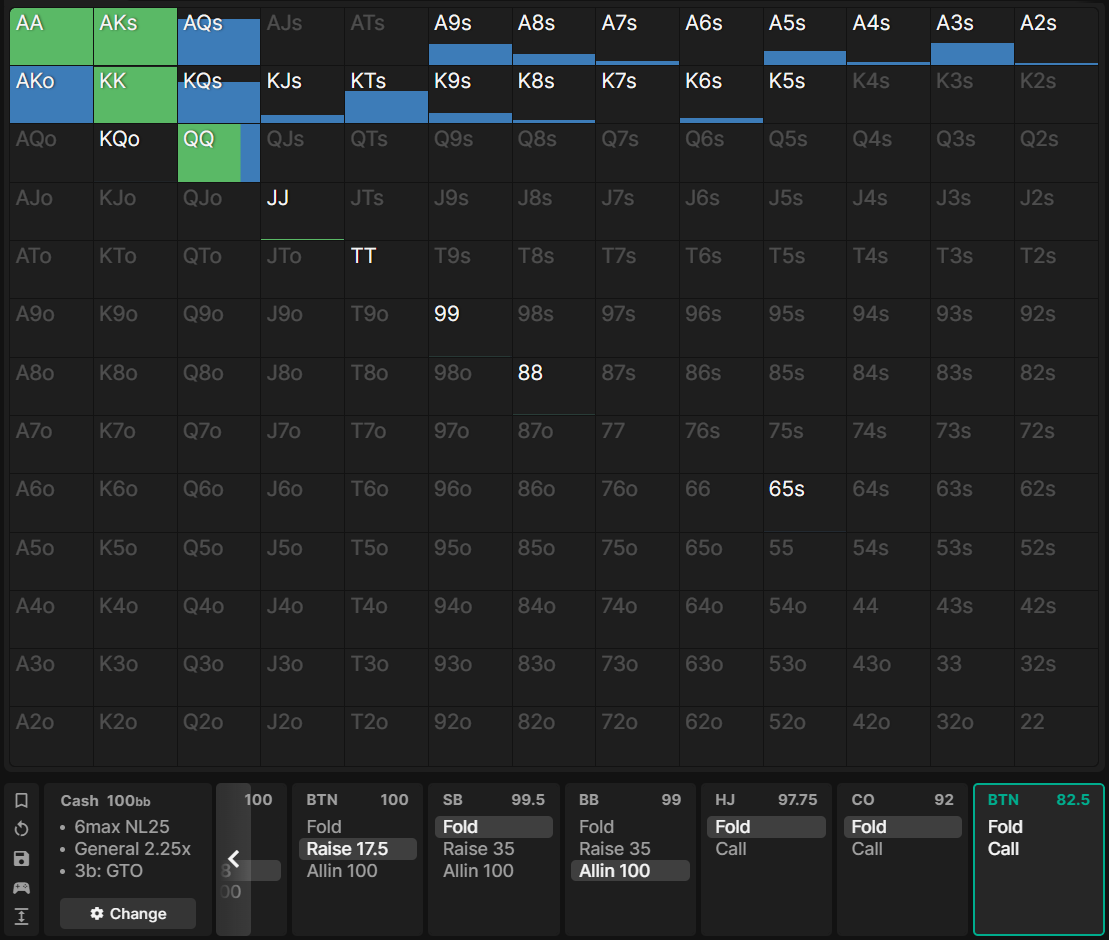 AA AKs AQs AJs ATs A9s A8s A7s A6s A5s A4s A3s A2s
AKo KK KQs KJs KTs K9s K8s K7s K6s K5s K4s K3s K2s
AQo KQo QQ QJs QTs Q9s Q8s Q7s Q6s Q5s Q4s Q3s Q2s
AJo KJo QJo JJ JTs J9s J8s J7s J6s J5s J4s J3s J2s
ATo KTo QTo JTo TT T9s T8s T7s T6s T5s T4s T3s T2s
A9o K9o Q9o J9o T9o 99 98s 97s 96s 95s 94s 93s 92s
A8o K8o Q8o J8o T8o 98o 88 87s 86s 85s 84s 83s 82s
A7o K7o Q7o J7o T7o 97o 87o 77 76s 75s 74s 73s 72s
A6o K6o Q6o J6o T6o 96o 86o 76o 66 65s 64s 63s 62s
A5o K5o Q5o J5o T5o 95o 85o 75o 65o 55 54s 53s 52s
A4o K4o Q4o J4o T4o 94o 84o 74o 64o 54o 44 43s 42s
A3o K3o Q3o J3o T3o 93o 83o 73o 63o 53o 43o 33 32s
A2o K2o Q2o J2o T2o 92o 82o 72o 62o 52o 42o 32o 22
Cash 100bb
• 6max NL25
• General 2.25x
• 3b: GTO
Change
100
8
00
BTN 100
Fold
Raise 17.5
Allin 100
SB 99.5
Fold
Raise 35
Allin 100
BB 99
Fold
Raise 35
Allin 100
HJ 97.75
Fold
Call
CO 92
Fold
Call
BTN 82.5
Fold
Call